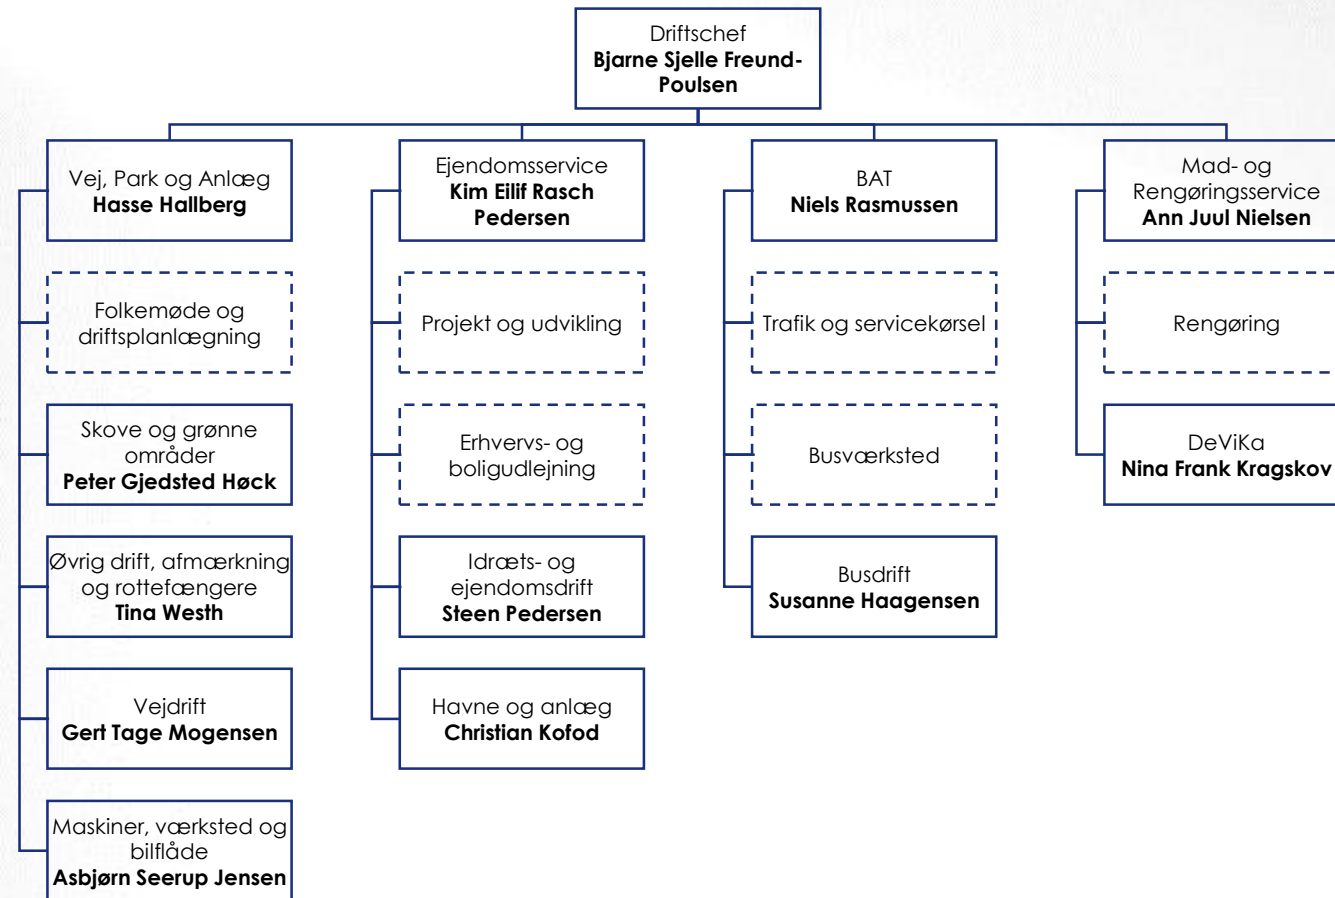 Driftschef
Bjarne Sjelle Freund-
Poulsen
Vej, Park og Anlæg
Hasse Hallberg
Folkemøde og
driftsplanlægning
Skove og grønne
områder
Peter Gjedsted Høck
Øvrig drift, afmærkning
og rottefængere
Tina Westh
Vejdrift
Gert Tage Mogensen
Maskiner, værksted og
bilflåde
Asbjørn Seerup Jensen
Ejendomsservice
Kim Eilif Rasch
Pedersen
Projekt og udvikling
Erhvervs- og
boligudlejning
Idræts- og
ejendomsdrift
Steen Pedersen
Havne og anlæg
Christian Kofod
BAT
Niels Rasmussen
Trafik og servicekørsel
Busværksted
Busdrift
Susanne Haagensen
Mad- og
Rengøringsservice
Ann Juul Nielsen
Rengøring
DeViKa
Nina Frank Kragskov